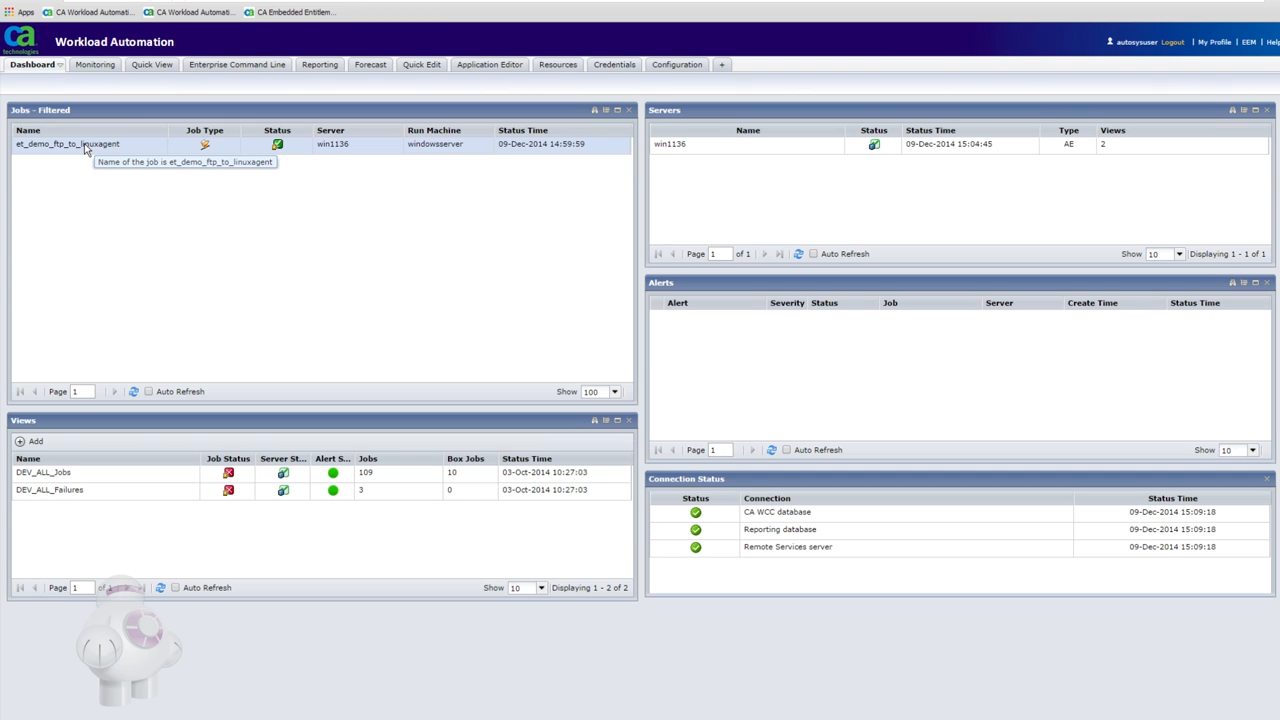 Apps CA Workload Automati... CA Workload Automati... CA Embedded Entitlem...
ca technologies Workload Automation autosysuser Logout | My Profile | EEM | Help
Dashboard Monitoring Quick View Enterprise Command Line Reporting Forecast Quick Edit Application Editor Resources Credentials Configuration +
Jobs - Filtered
Name Job Type Status Server Run Machine Status Time
et_demo_ftp_to_linuxagent win1136 windowsserver 09-Dec-2014 14:59:59
Name of the job is et_demo_ftp_to_linuxagent
Page 1 Auto Refresh Show 100
Views
Add
Name Job Status Server St... Alert S... Jobs Box Jobs Status Time
DEV_ALL_Jobs 109 10 03-Oct-2014 10:27:03
DEV_ALL_Failures 3 0 03-Oct-2014 10:27:03
Page 1 of 1 Auto Refresh Show 10 Displaying 1 - 2 of 2
Servers
Name Status Status Time Type Views
win1136 09-Dec-2014 15:04:45 AE 2
Page 1 of 1 Auto Refresh Show 10 Displaying 1 - 1 of 1
Alerts
Alert Severity Status Job Server Create Time Status Time
Page 1 Auto Refresh Show 10
Connection Status
Status Connection Status Time
CA WCC database 09-Dec-2014 15:09:18
Reporting database 09-Dec-2014 15:09:18
Remote Services server 09-Dec-2014 15:09:18